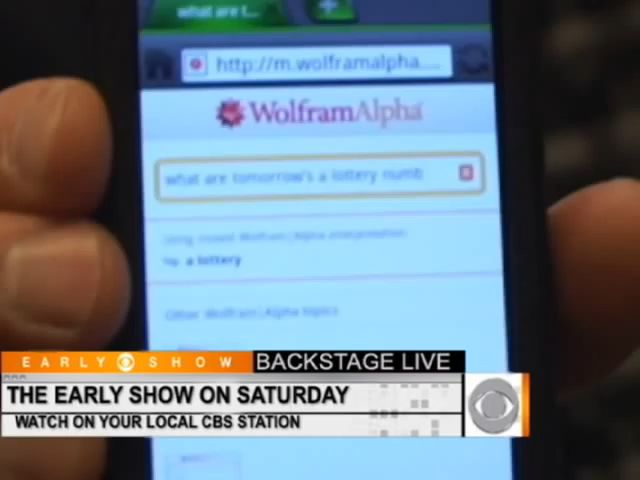 what are t...
http://m.wolframalpha....
WolframAlpha
what are tomorrow's a lottery numb
Using closest Wolfram|Alpha interpretation:
a lottery
Other Wolfram|Alpha topics
EARLY SHOW
BACKSTAGE LIVE
THE EARLY SHOW ON SATURDAY
WATCH ON YOUR LOCAL CBS STATION